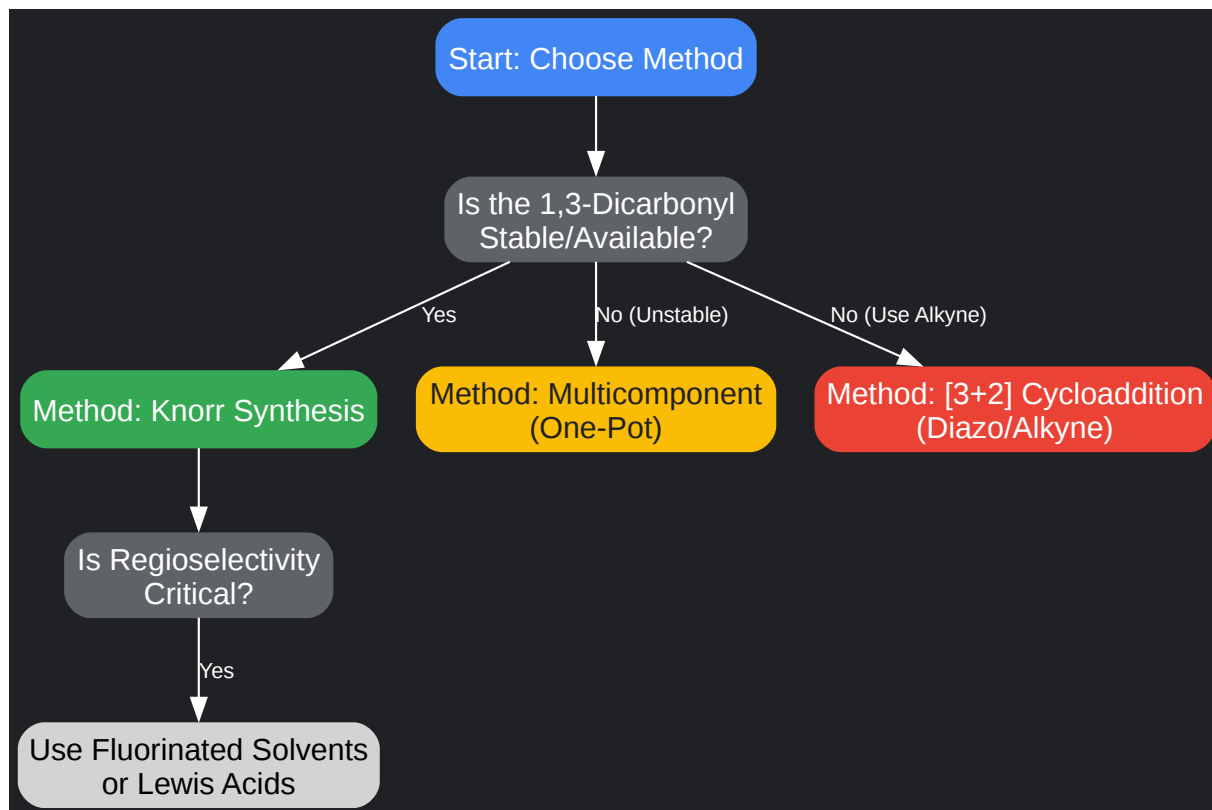 Start: Choose Method
Is the 1,3-Dicarbonyl
Stable/Available?
Yes
No (Unstable)
No (Use Alkyne)
Method: Knorr Synthesis
Method: Multicomponent
(One-Pot)
Method: [3+2] Cycloaddition
(Diazo/Alkyne)
Is Regioselectivity
Critical?
Yes
Use Fluorinated Solvents
or Lewis Acids